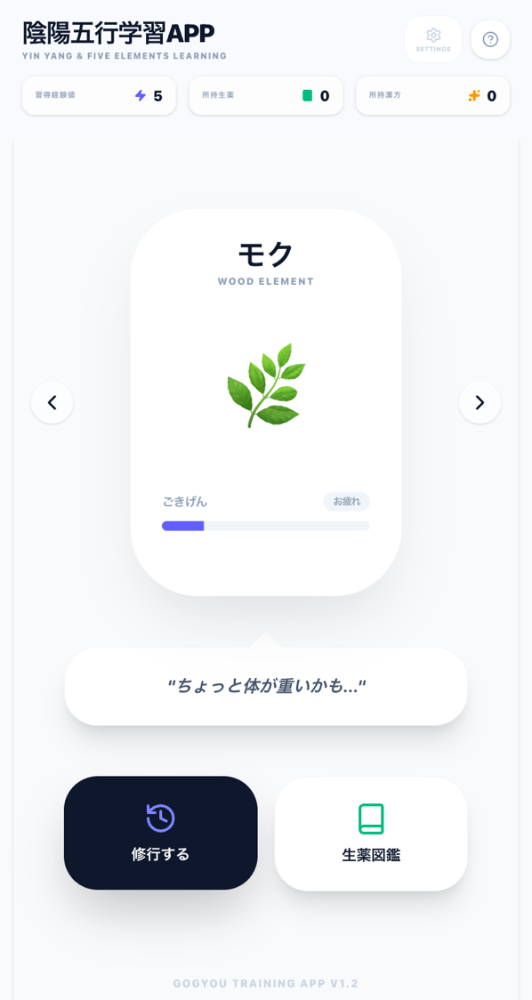 陰陽五行学習APP
YIN YANG & FIVE ELEMENTS LEARNING
SETTINGS
習得経験値 5
所持生薬 0
所持漢方 0
モク
WOOD ELEMENT
ごきげん お疲れ
"ちょっと体が重いかも..."
修行する
生薬図鑑
GOGYOU TRAINING APP V1.2